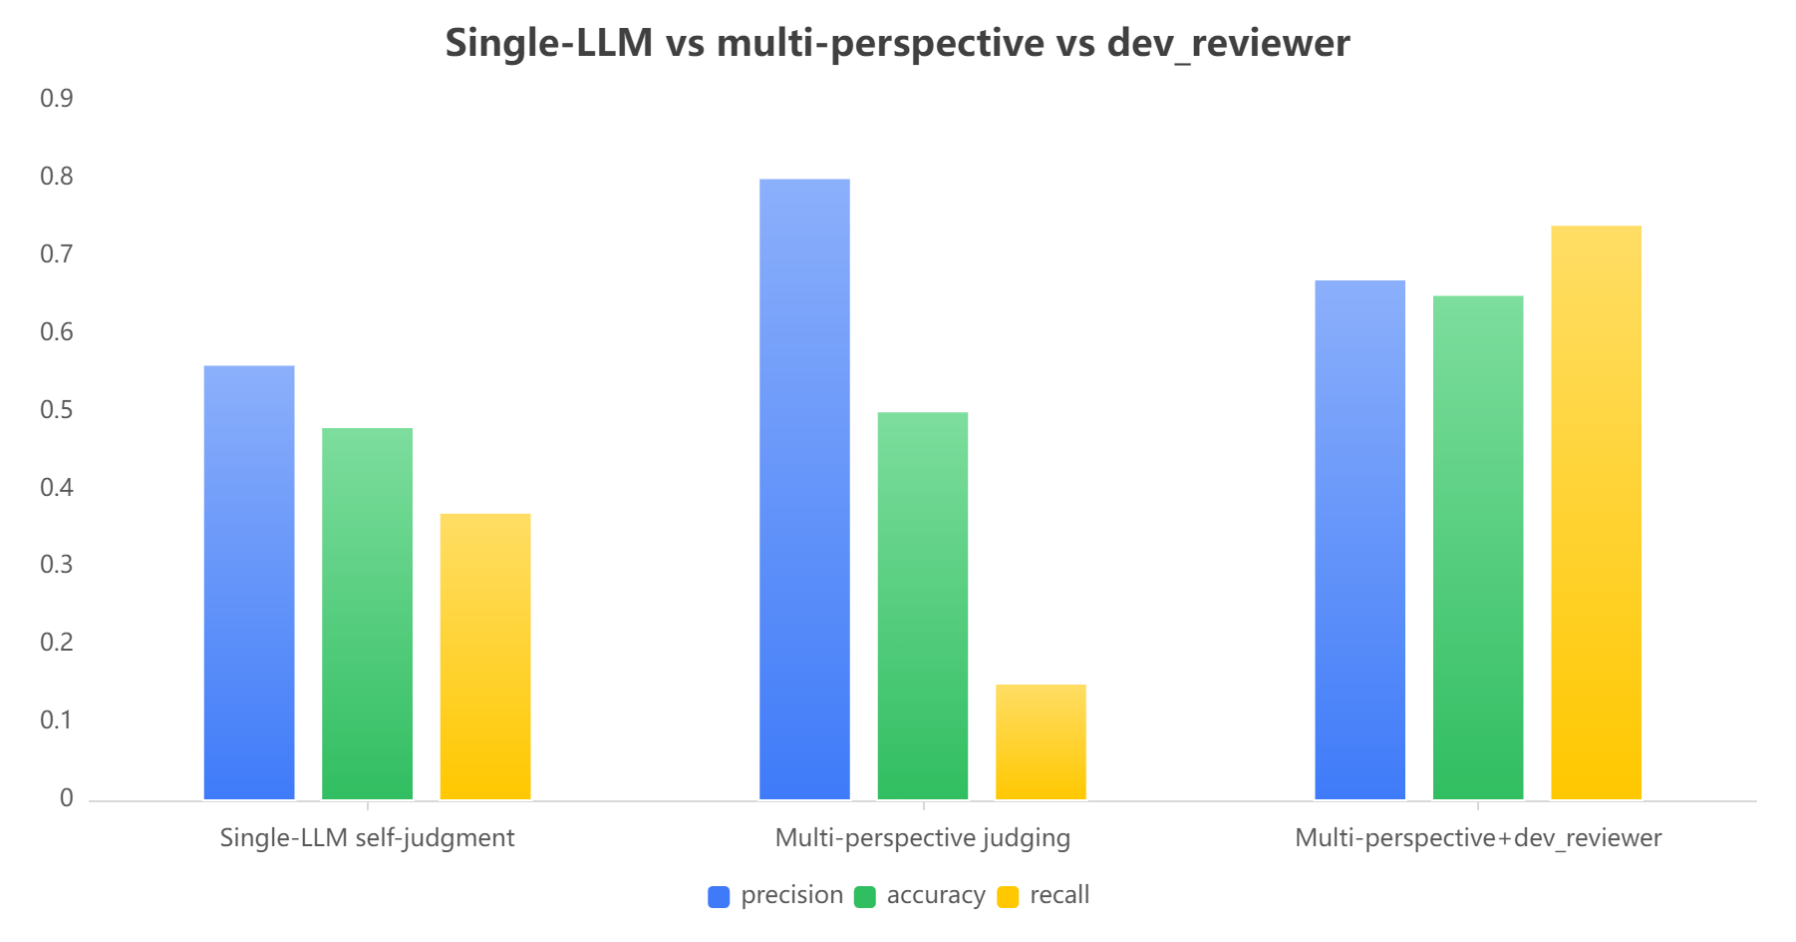 Single-LLM vs multi-perspective vs dev_reviewer
0.9
0.8
0.7
0.6
0.5
0.4
0.3
0.2
0.1
0
Single-LLM self-judgment
Multi-perspective judging
Multi-perspective+dev_reviewer
precision
accuracy
recall